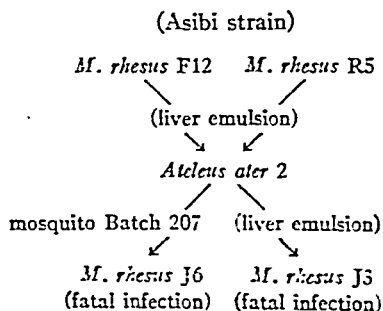 (Asibi strain)
M. rhesus F12 M. rhesus R5
(liver emulsion)
Ateleus ater 2
mosquito Batch 207 (liver emulsion)
M. rhesus J6 M. rhesus J3
(fatal infection) (fatal infection)